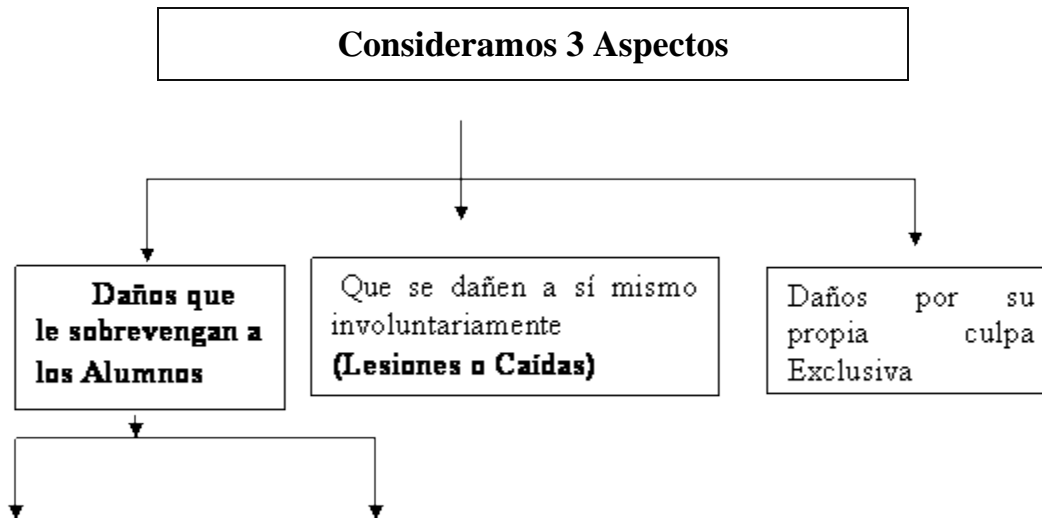 Consideramos 3 Aspectos
Daños que
le sobrevengan a
los Alumnos
Que se dañen a sí mismo
involuntariamente
(Lesiones o Caídas)
Daños por su
propia culpa
Exclusiva